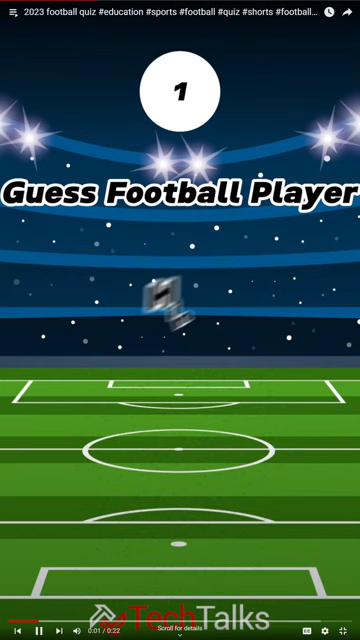 2023 football quiz #education #sports #football #quiz #shorts #football...
1
Guess Football Player
TechTalks
Scroll for details
0:01 / 0:22